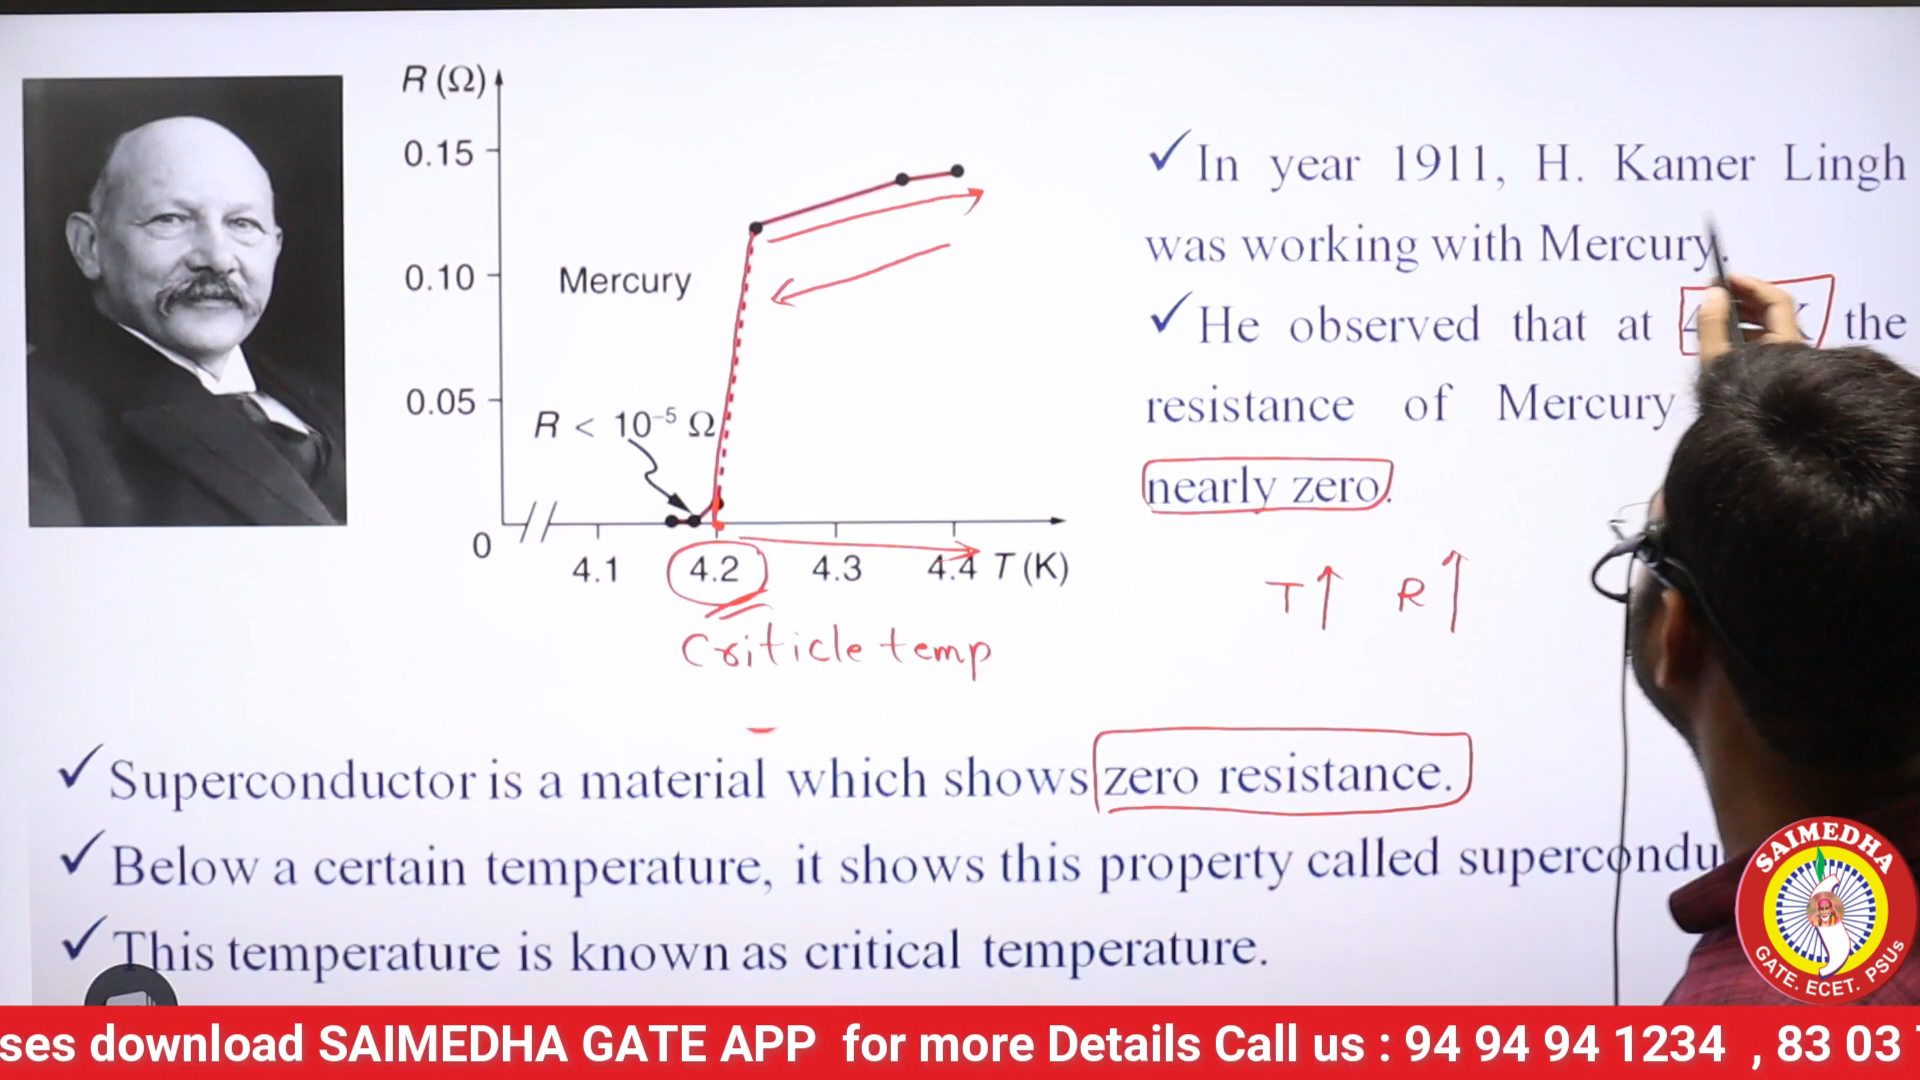 R (Ω)
0.15
0.10
0.05
0
Mercury
R < 10⁻⁵ Ω
4.1 4.2 4.3 4.4 T (K)
Criticle temp
✓In year 1911, H. Kamer Lingh
was working with Mercury.
✓He observed that at the
resistance of Mercury
nearly zero.
T↑ R↑
✓Superconductor is a material which shows zero resistance.
✓Below a certain temperature, it shows this property called
✓This temperature is known as critical temperature.
SAIMEDHA
GATE. ECET. PSUs
download SAIMEDHA GATE APP for more Details Call us : 94 94 94 1234 , 83 03